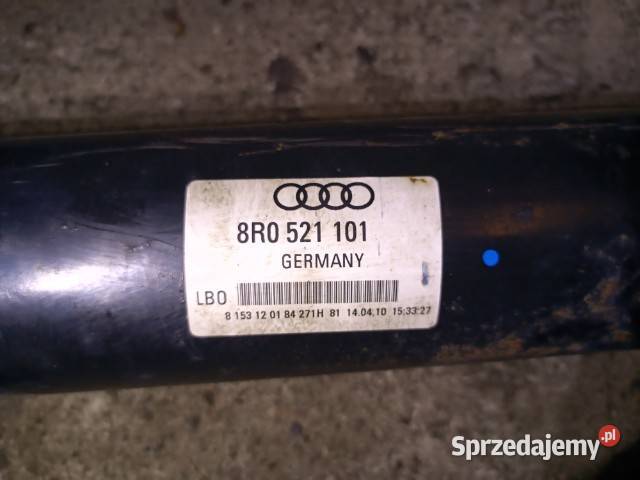 8R0 521 101
GERMANY
LB0
8 153 12 01 84 271H 81 14.04.10 15:33:27
Sprzedajemy.pl